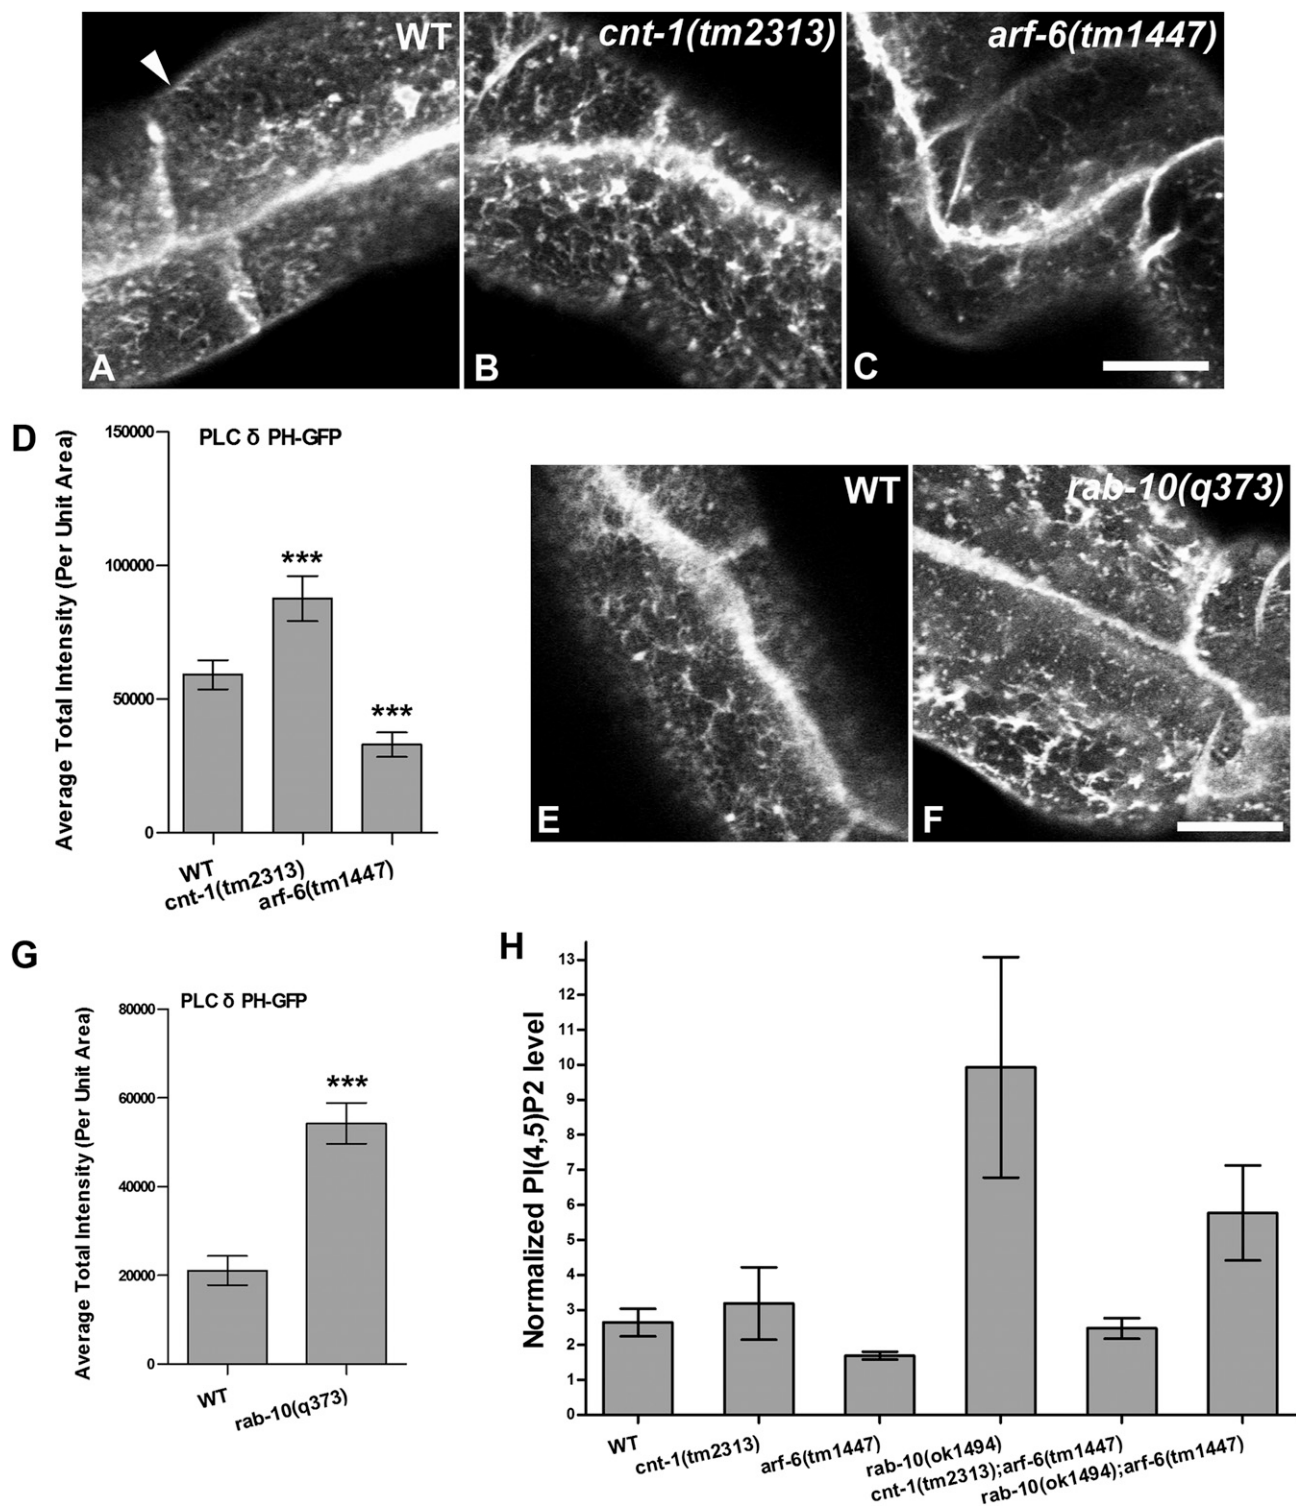 WT
cnt-1(tm2313)
arf-6(tm1447)
A
B
C
D
PLC δ PH-GFP
Average Total Intensity (Per Unit Area)
150000
100000
50000
0
***
***
WT
cnt-1(tm2313)
arf-6(tm1447)
WT
rab-10(q373)
E
F
G
PLC δ PH-GFP
Average Total Intensity (Per Unit Area)
80000
60000
40000
20000
0
***
WT
rab-10(q373)
H
Normalized PI(4,5)P2 level
13
12
11
10
9
8
7
6
5
4
3
2
1
0
WT
cnt-1(tm2313)
arf-6(tm1447)
rab-10(ok1494)
cnt-1(tm2313);arf-6(tm1447)
rab-10(ok1494);arf-6(tm1447)